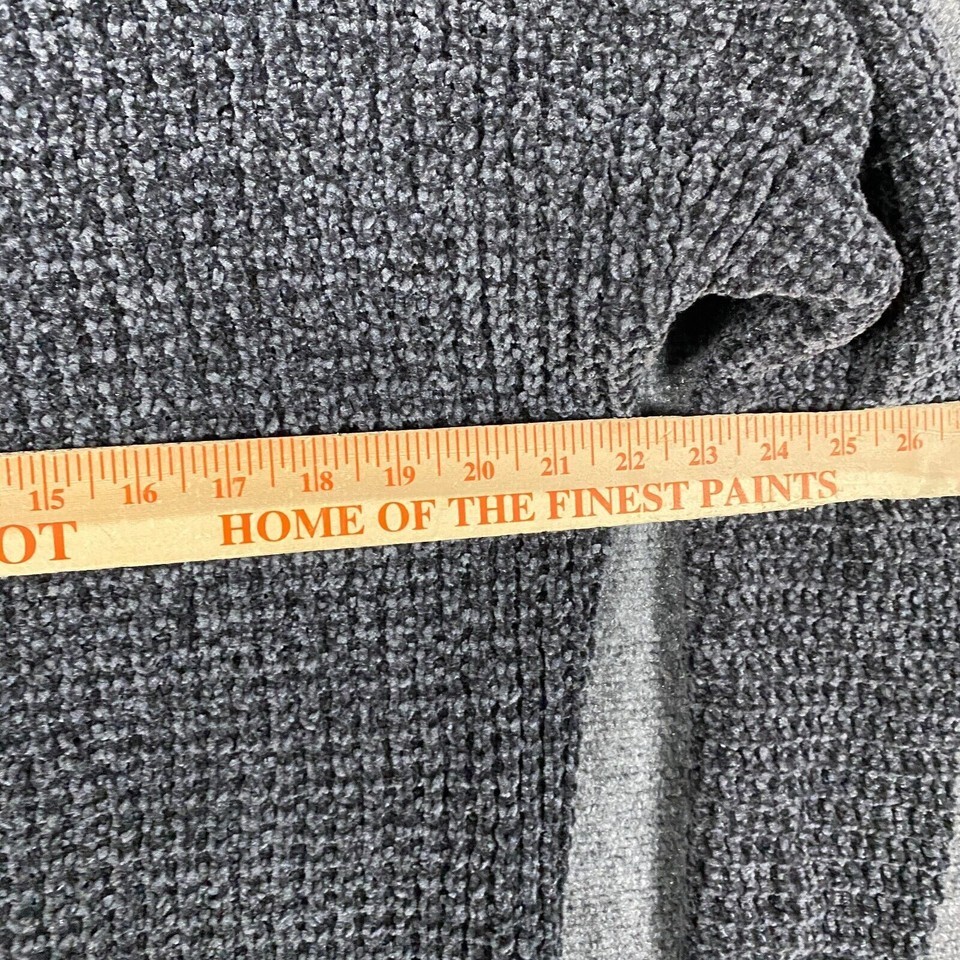 15 16 17 18 19 20 21 22 23 24 25 26
OT HOME OF THE FINEST PAINTS